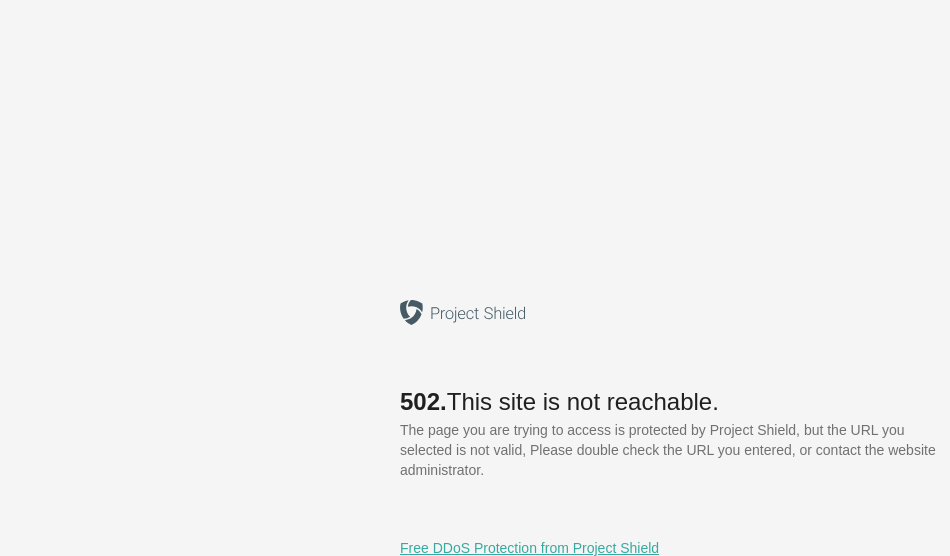 Project Shield
502.This site is not reachable.
The page you are trying to access is protected by Project Shield, but the URL you
selected is not valid, Please double check the URL you entered, or contact the website
administrator.
Free DDoS Protection from Project Shield